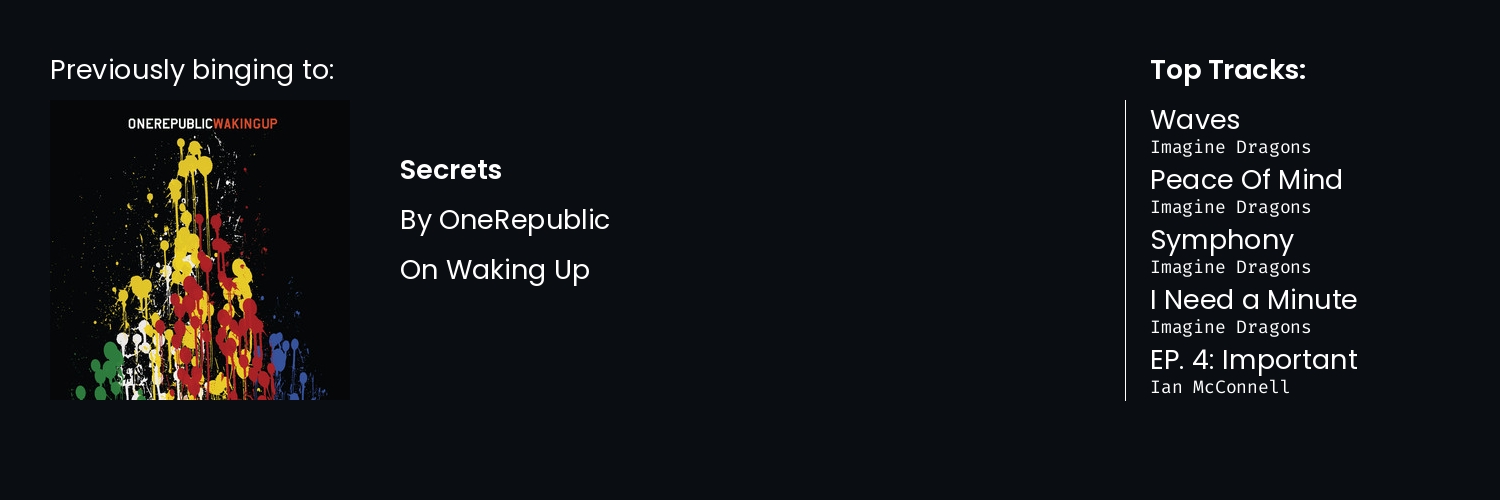 Previously binging to:
ONEREPUBLICWAKINGUP
Secrets
By OneRepublic
On Waking Up
Top Tracks:
Waves
Imagine Dragons
Peace Of Mind
Imagine Dragons
Symphony
Imagine Dragons
I Need a Minute
Imagine Dragons
EP. 4: Important
Ian McConnell